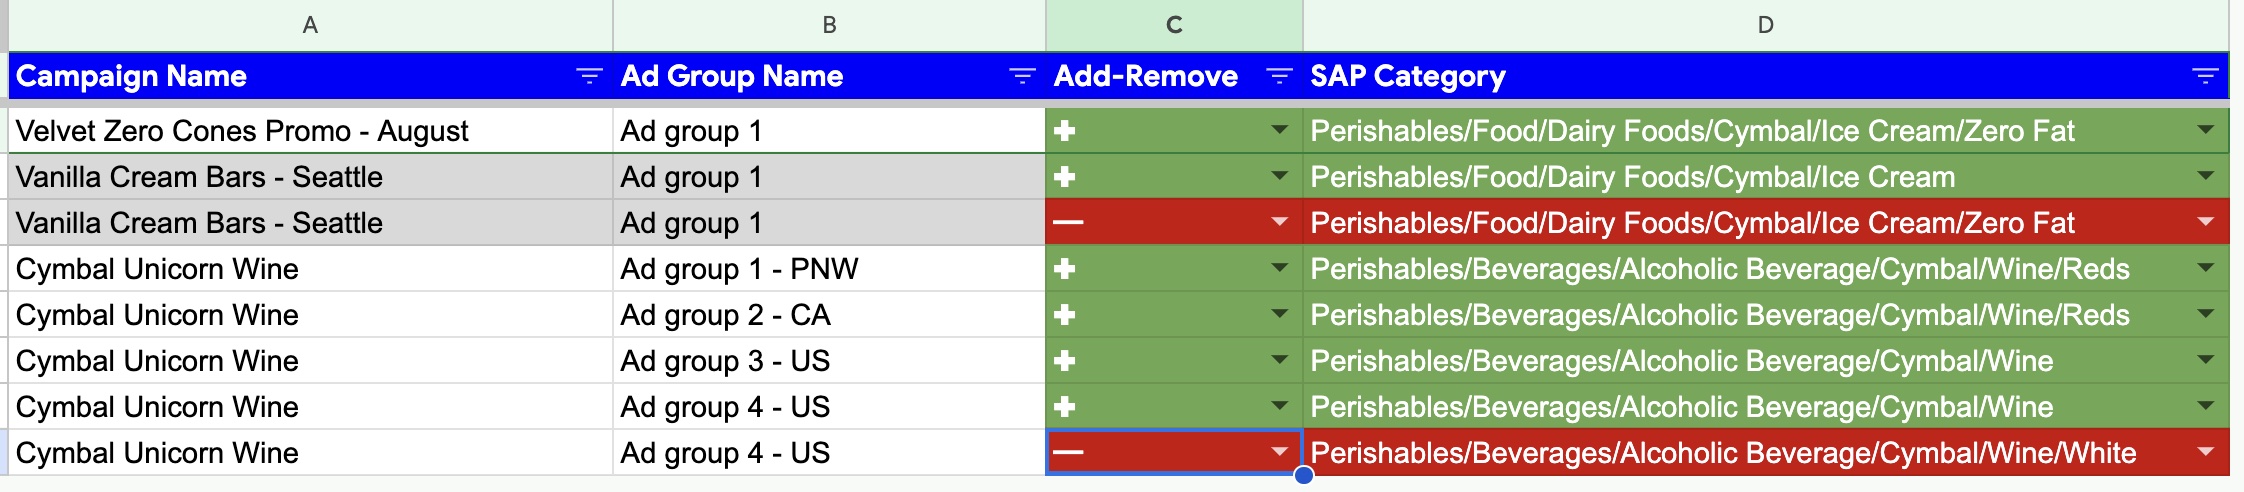 A B C D
Campaign Name Ad Group Name Add-Remove SAP Category
Velvet Zero Cones Promo - August Ad group 1 + Perishables/Food/Dairy Foods/Cymbal/Ice Cream/Zero Fat
Vanilla Cream Bars - Seattle Ad group 1 + Perishables/Food/Dairy Foods/Cymbal/Ice Cream
Vanilla Cream Bars - Seattle Ad group 1 — Perishables/Food/Dairy Foods/Cymbal/Ice Cream/Zero Fat
Cymbal Unicorn Wine Ad group 1 - PNW + Perishables/Beverages/Alcoholic Beverage/Cymbal/Wine/Reds
Cymbal Unicorn Wine Ad group 2 - CA + Perishables/Beverages/Alcoholic Beverage/Cymbal/Wine/Reds
Cymbal Unicorn Wine Ad group 3 - US + Perishables/Beverages/Alcoholic Beverage/Cymbal/Wine
Cymbal Unicorn Wine Ad group 4 - US + Perishables/Beverages/Alcoholic Beverage/Cymbal/Wine
Cymbal Unicorn Wine Ad group 4 - US — Perishables/Beverages/Alcoholic Beverage/Cymbal/Wine/White